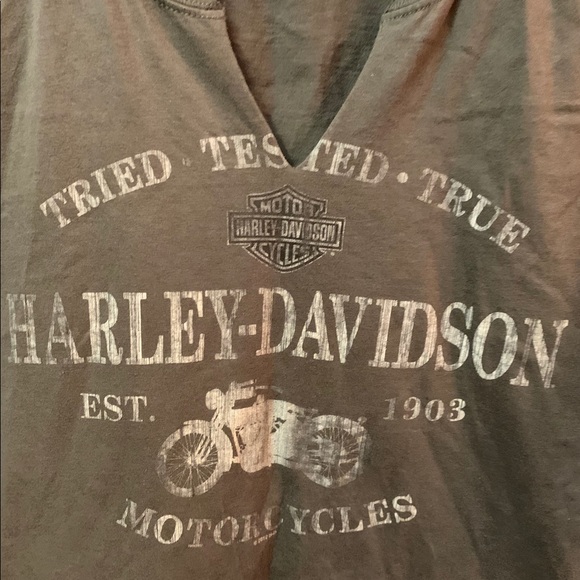 TRIED · TESTED · TRUE
MOTOR
HARLEY-DAVIDSON
CYCLES
HARLEY-DAVIDSON
EST. 1903
MOTORCYCLES